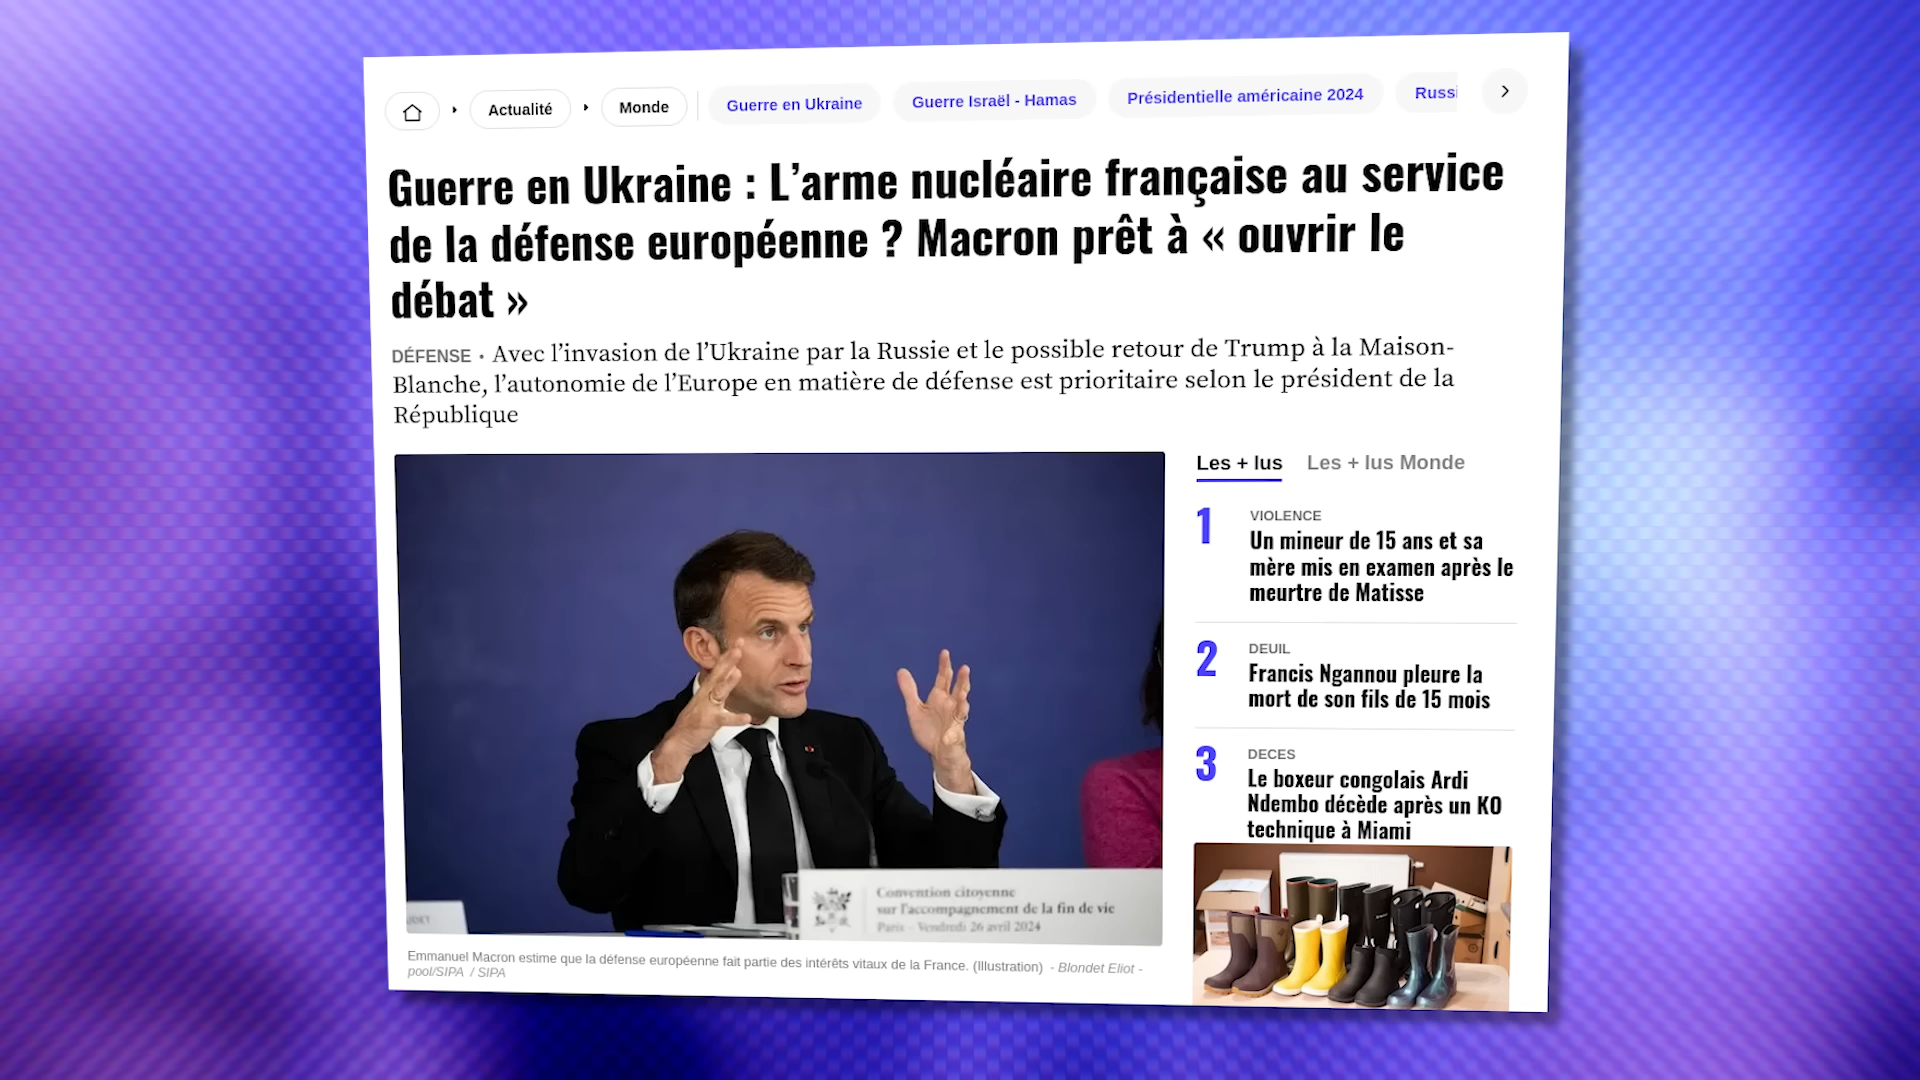 Actualité
Monde
Guerre en Ukraine
Guerre Israël - Hamas
Présidentielle américaine 2024
Guerre en Ukraine : L’arme nucléaire française au service
de la défense européenne ? Macron prêt à « ouvrir le
débat »
DÉFENSE • Avec l’invasion de l’Ukraine par la Russie et le possible retour de Trump à la Maison-
Blanche, l’autonomie de l’Europe en matière de défense est prioritaire selon le président de la
République
Convention citoyenne
sur l'accompagnement de la fin de vie
Paris - Vendredi 26 avril 2024
Emmanuel Macron estime que la défense européenne fait partie des intérêts vitaux de la France. (Illustration) - Blondet Eliot -
pool/SIPA / SIPA
Les + lus
Les + lus Monde
1
VIOLENCE
Un mineur de 15 ans et sa
mère mis en examen après le
meurtre de Matisse
2
DEUIL
Francis Ngannou pleure la
mort de son fils de 15 mois
3
DECES
Le boxeur congolais Ardi
Ndembo décède après un KO
technique à Miami